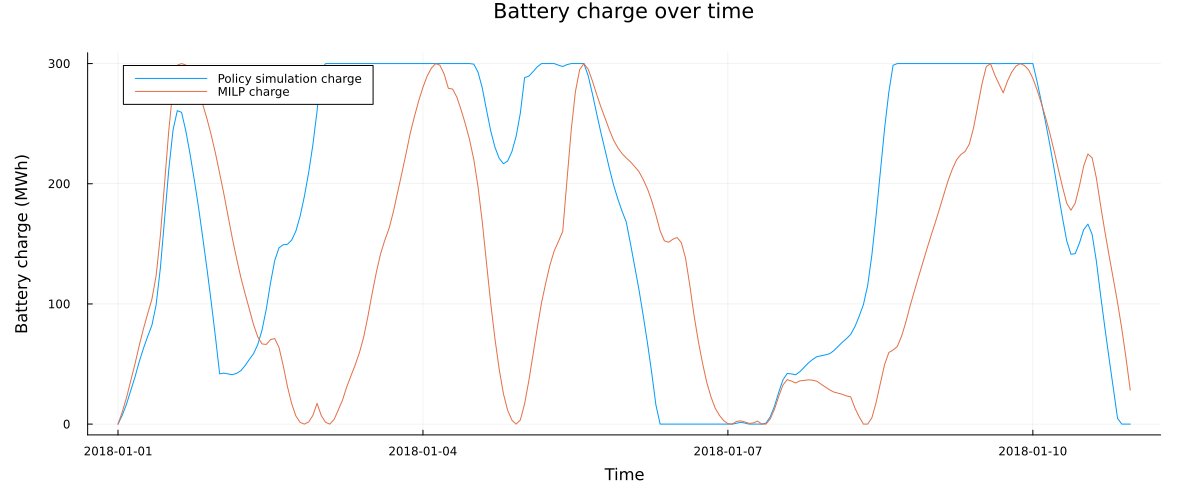 Battery charge over time
Policy simulation charge
MILP charge
300
200
100
0
Battery charge (MWh)
2018-01-01
2018-01-04
2018-01-07
2018-01-10
Time